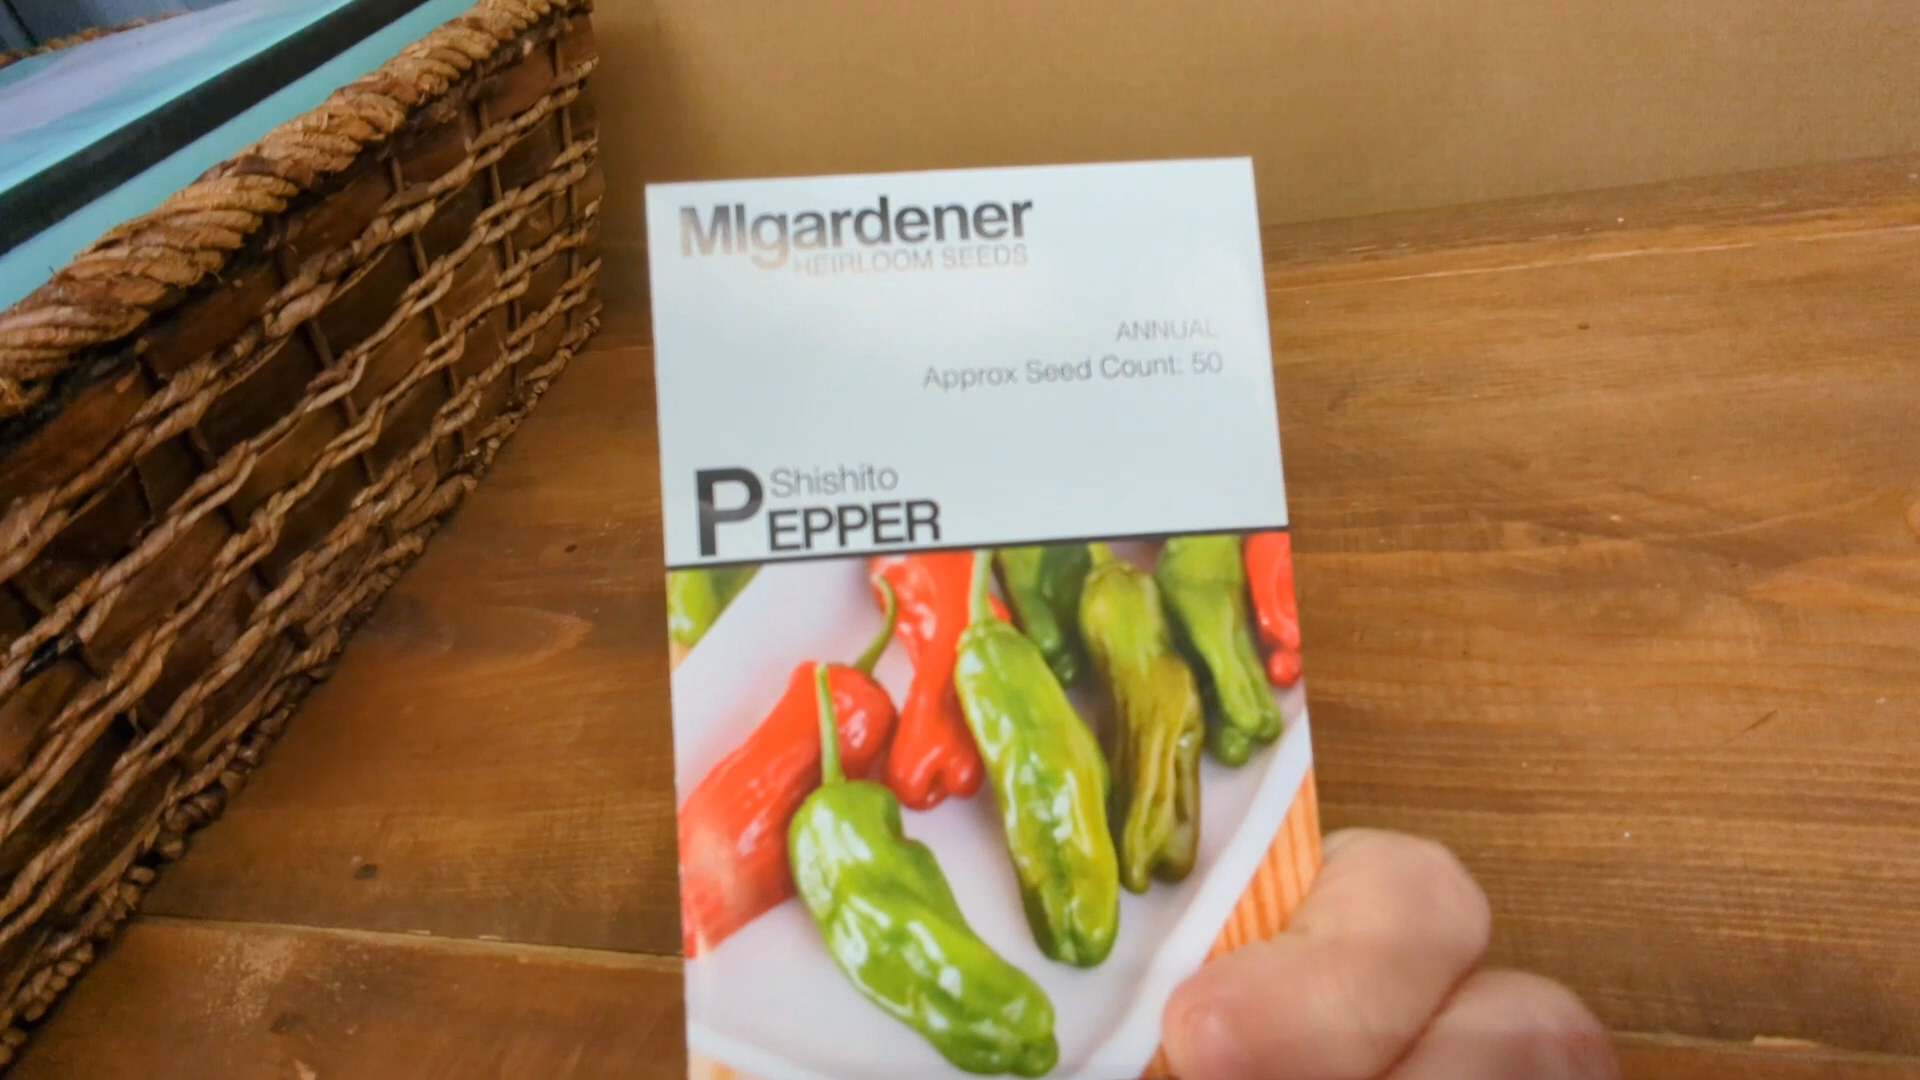 MIgardener
HEIRLOOM SEEDS
ANNUAL
Approx Seed Count: 50
Shishito
PEPPER